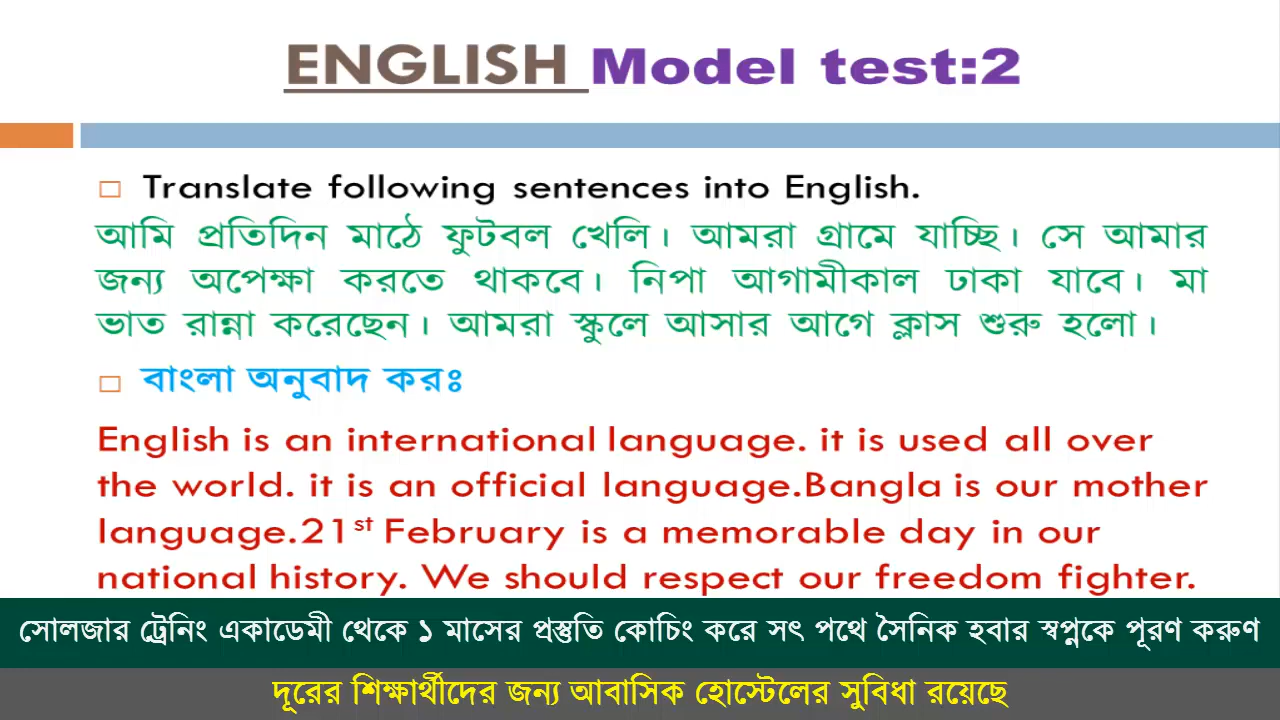 ENGLISH Model test:2
Translate following sentences into English.
আমি প্রতিদিন মাঠে ফুটবল খেলি। আমরা গ্রামে যাচ্ছি। সে আমার
জন্য অপেক্ষা করতে থাকবে। নিপা আগামীকাল ঢাকা যাবে। মা
ভাত রান্না করেছেন। আমরা স্কুলে আসার আগে ক্লাস শুরু হলো।
বাংলা অনুবাদ করঃ
English is an international language. it is used all over
the world. it is an official language.Bangla is our mother
language.21st February is a memorable day in our
national history. We should respect our freedom fighter.
সোলজার ট্রেনিং একাডেমী থেকে ১ মাসের প্রস্তুতি কোচিং করে সৎ পথে সৈনিক হবার স্বপ্নকে পূরণ করুণ
দূরের শিক্ষার্থীদের জন্য আবাসিক হোস্টেলের সুবিধা রয়েছে